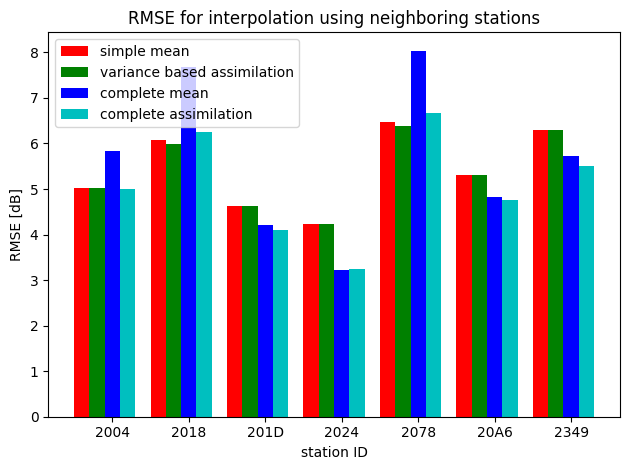 RMSE for interpolation using neighboring stations
simple mean
variance based assimilation
complete mean
complete assimilation
RMSE [dB]
8
7
6
5
4
3
2
1
0
2004 2018 201D 2024 2078 20A6 2349
station ID